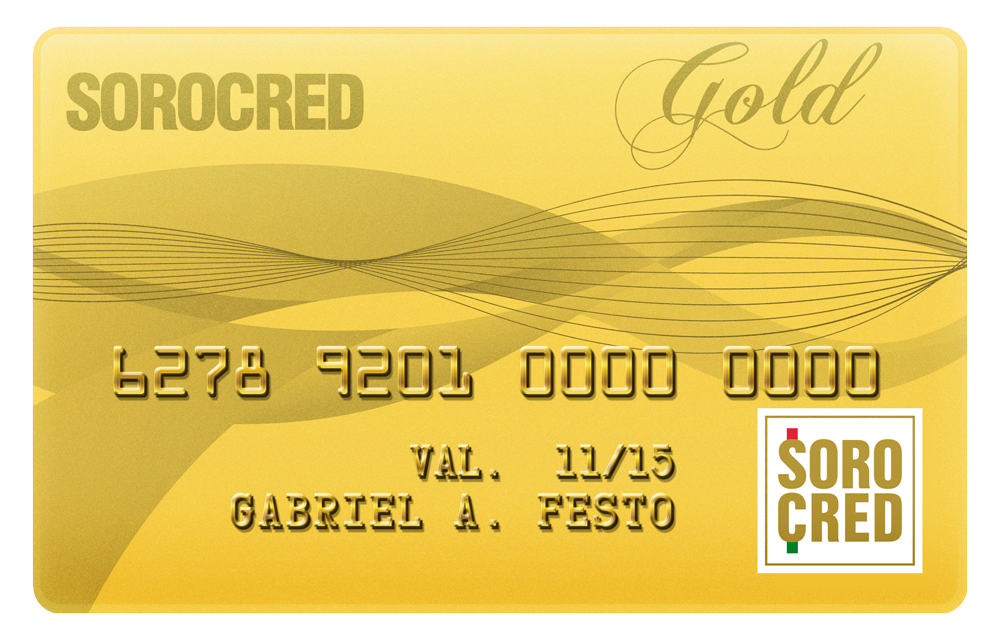 SOROCRED
Gold
6278 9201 0000 0000
VAL. 11/15
GABRIEL A. FESTO
SORO
CRED